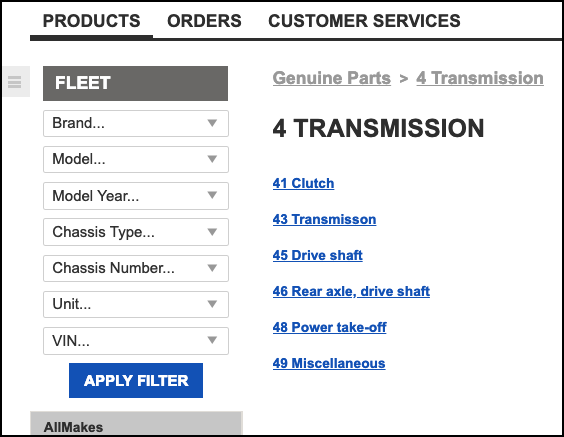 PRODUCTS ORDERS CUSTOMER SERVICES
FLEET
Brand...
Model...
Model Year...
Chassis Type...
Chassis Number...
Unit...
VIN...
APPLY FILTER
AllMakes
Genuine Parts > 4 Transmission
4 TRANSMISSION
41 Clutch
43 Transmisson
45 Drive shaft
46 Rear axle, drive shaft
48 Power take-off
49 Miscellaneous